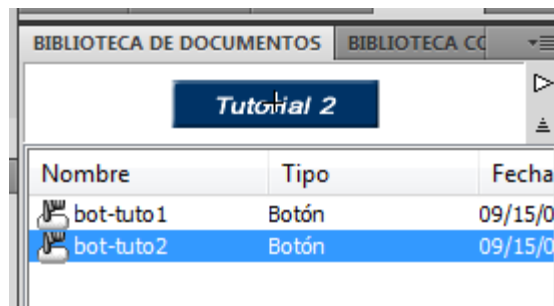 BIBLIOTECA DE DOCUMENTOS BIBLIOTECA CO
Tutorial 2
Nombre Tipo Fecha
bot-tuto1 Botón 09/15/0
bot-tuto2 Botón 09/15/0